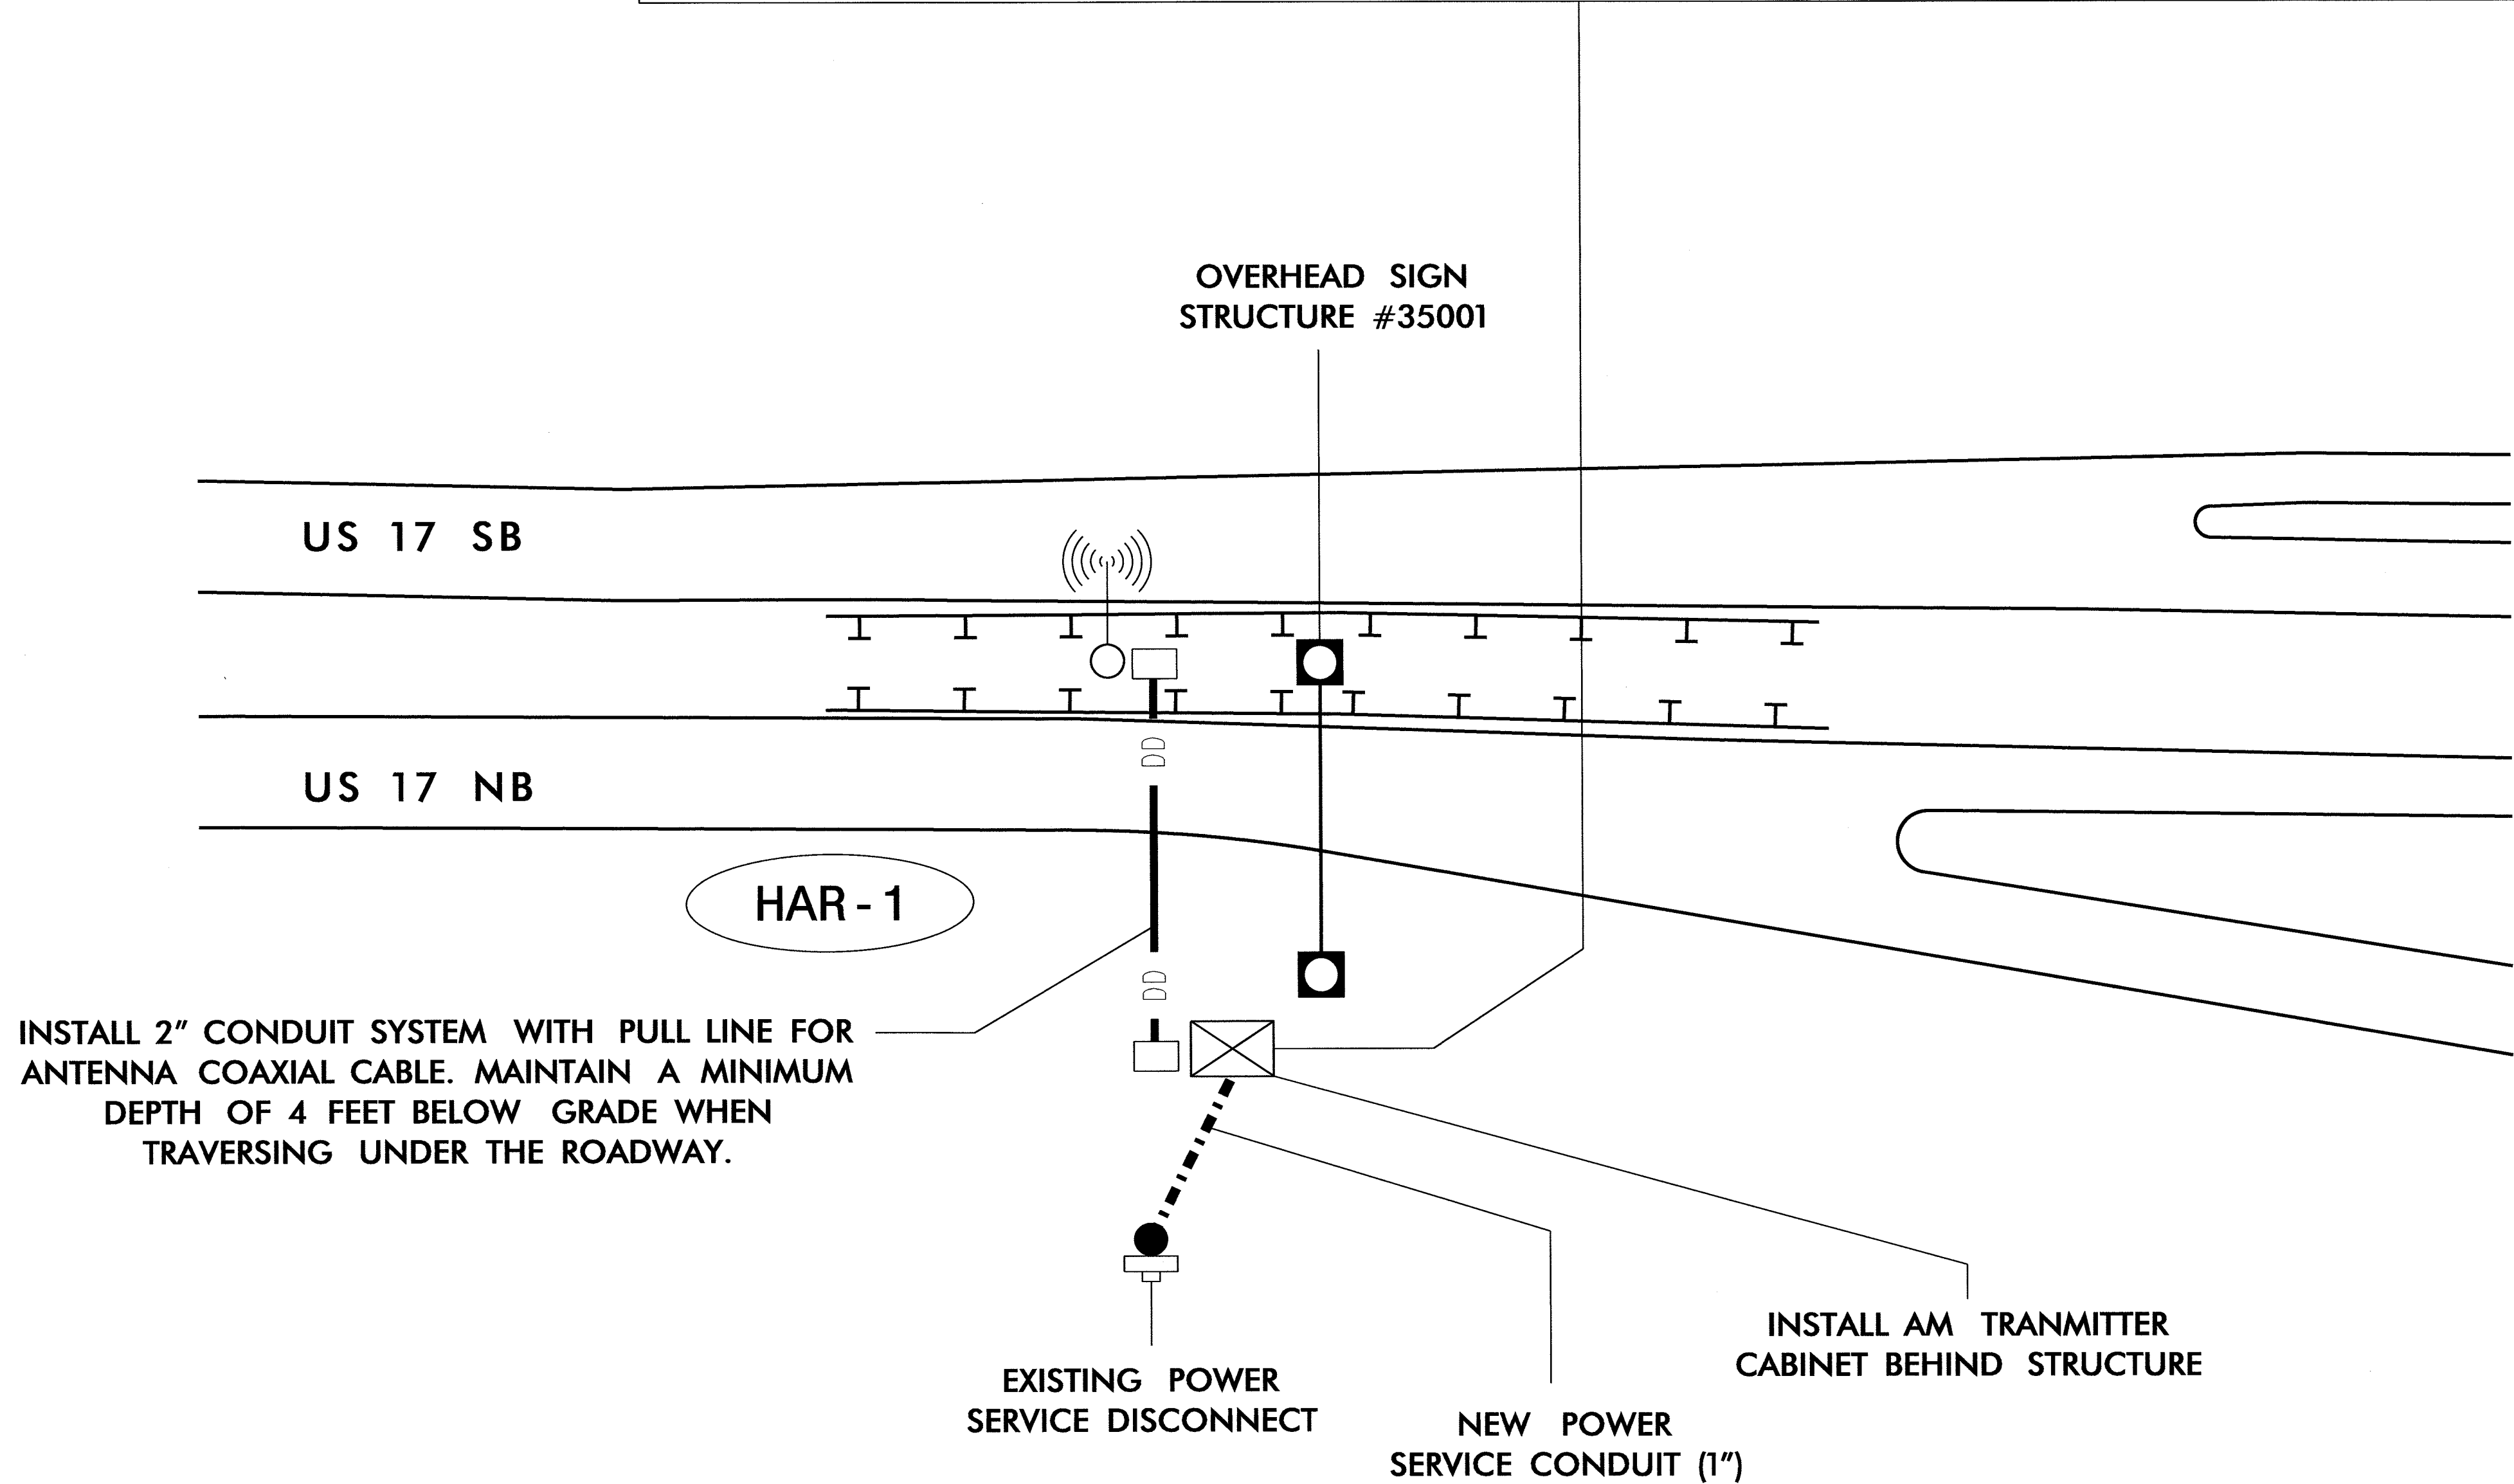 OVERHEAD SIGN
STRUCTURE #35001
US 17 SB
US 17 NB
HAR - 1
INSTALL 2" CONDUIT SYSTEM WITH PULL LINE FOR
ANTENNA COAXIAL CABLE. MAINTAIN A MINIMUM
DEPTH OF 4 FEET BELOW GRADE WHEN
TRAVERSING UNDER THE ROADWAY.
INSTALL AM TRANMITTER
CABINET BEHIND STRUCTURE
EXISTING POWER
SERVICE DISCONNECT
NEW POWER
SERVICE CONDUIT (1")